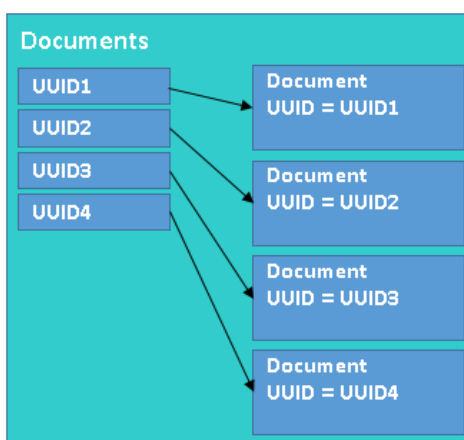 Documents
UUID1
UUID2
UUID3
UUID4
Document
UUID = UUID1
Document
UUID = UUID2
Document
UUID = UUID3
Document
UUID = UUID4